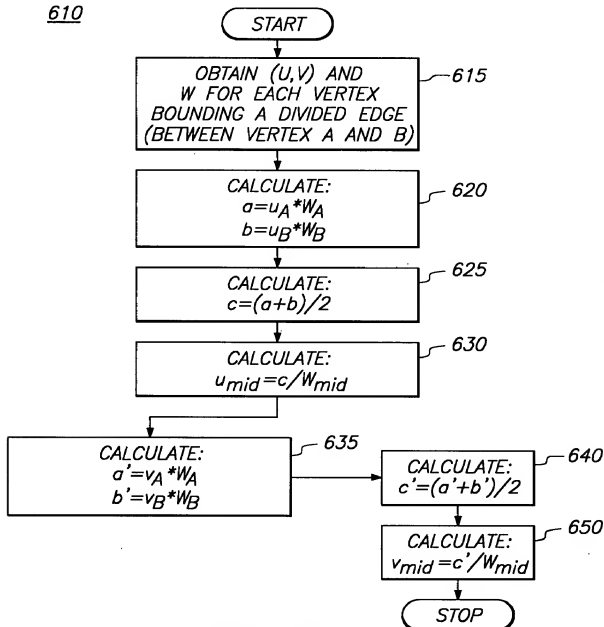 610
START
OBTAIN (U,V) AND
W FOR EACH VERTEX
BOUNDING A DIVIDED EDGE
(BETWEEN VERTEX A AND B)
615
CALCULATE:
a=u_A*W_A
b=u_B*W_B
620
CALCULATE:
c=(a+b)/2
625
CALCULATE:
u_mid=c/W_mid
630
CALCULATE:
a'=v_A*W_A
b'=v_B*W_B
635
CALCULATE:
c'=(a'+b')/2
640
CALCULATE:
v_mid=c'/W_mid
650
STOP